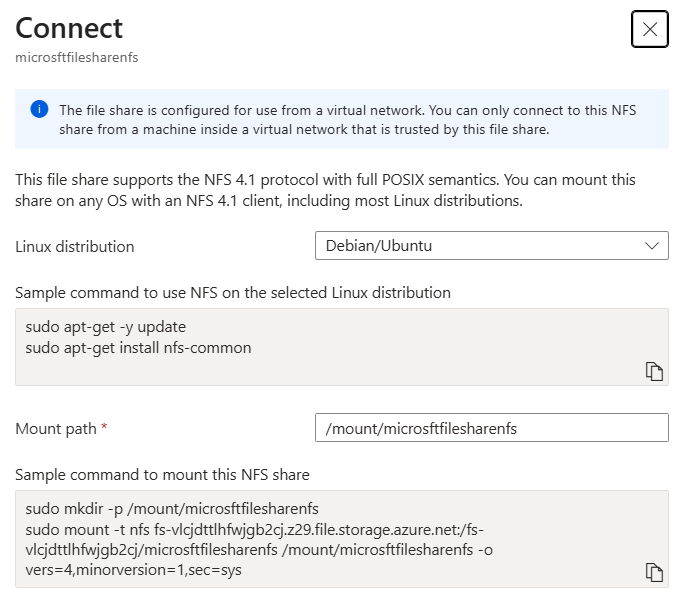 Connect
microsftfilesharenfs
The file share is configured for use from a virtual network. You can only connect to this NFS
share from a machine inside a virtual network that is trusted by this file share.
This file share supports the NFS 4.1 protocol with full POSIX semantics. You can mount this
share on any OS with an NFS 4.1 client, including most Linux distributions.
Linux distribution
Debian/Ubuntu
Sample command to use NFS on the selected Linux distribution
sudo apt-get -y update
sudo apt-get install nfs-common
Mount path *
/mount/microsftfilesharenfs
Sample command to mount this NFS share
sudo mkdir -p /mount/microsftfilesharenfs
sudo mount -t nfs fs-vlcjdttlhfwjgb2cj.z29.file.storage.azure.net:/fs-
vlcjdttlhfwjgb2cj/microsftfilesharenfs /mount/microsftfilesharenfs -o
vers=4,minorversion=1,sec=sys